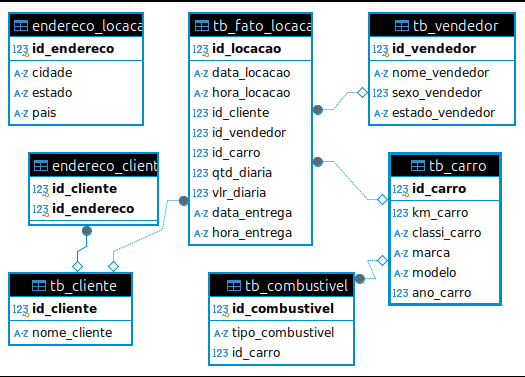 endereco_locaca
123 id_endereco
A-Z cidade
A-Z estado
A-Z pais
tb_fato_locaca
123 id_locacao
A-Z data_locacao
A-Z hora_locacao
123 id_cliente
123 id_vendedor
123 id_carro
123 qtd_diaria
123 vlr_diaria
A-Z data_entrega
A-Z hora_entrega
tb_vendedor
123 id_vendedor
A-Z nome_vendedor
123 sexo_vendedor
A-Z estado_vendedor
endereco_client
123 id_cliente
123 id_endereco
tb_carro
123 id_carro
123 km_carro
A-Z classi_carro
A-Z marca
A-Z modelo
123 ano_carro
tb_cliente
123 id_cliente
A-Z nome_cliente
tb_combustivel
123 id_combustivel
A-Z tipo_combustivel
123 id_carro